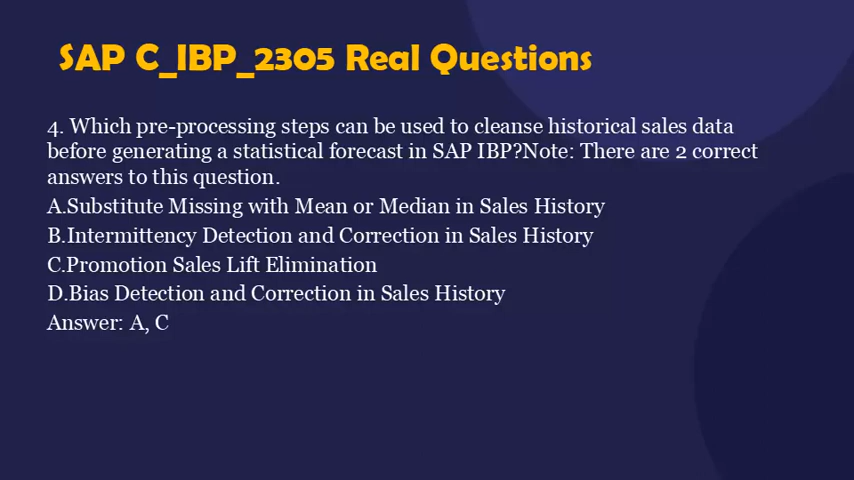 SAP C_IBP_2305 Real Questions
4. Which pre-processing steps can be used to cleanse historical sales data
before generating a statistical forecast in SAP IBP?Note: There are 2 correct
answers to this question.
A.Substitute Missing with Mean or Median in Sales History
B.Intermittency Detection and Correction in Sales History
C.Promotion Sales Lift Elimination
D.Bias Detection and Correction in Sales History
Answer: A, C